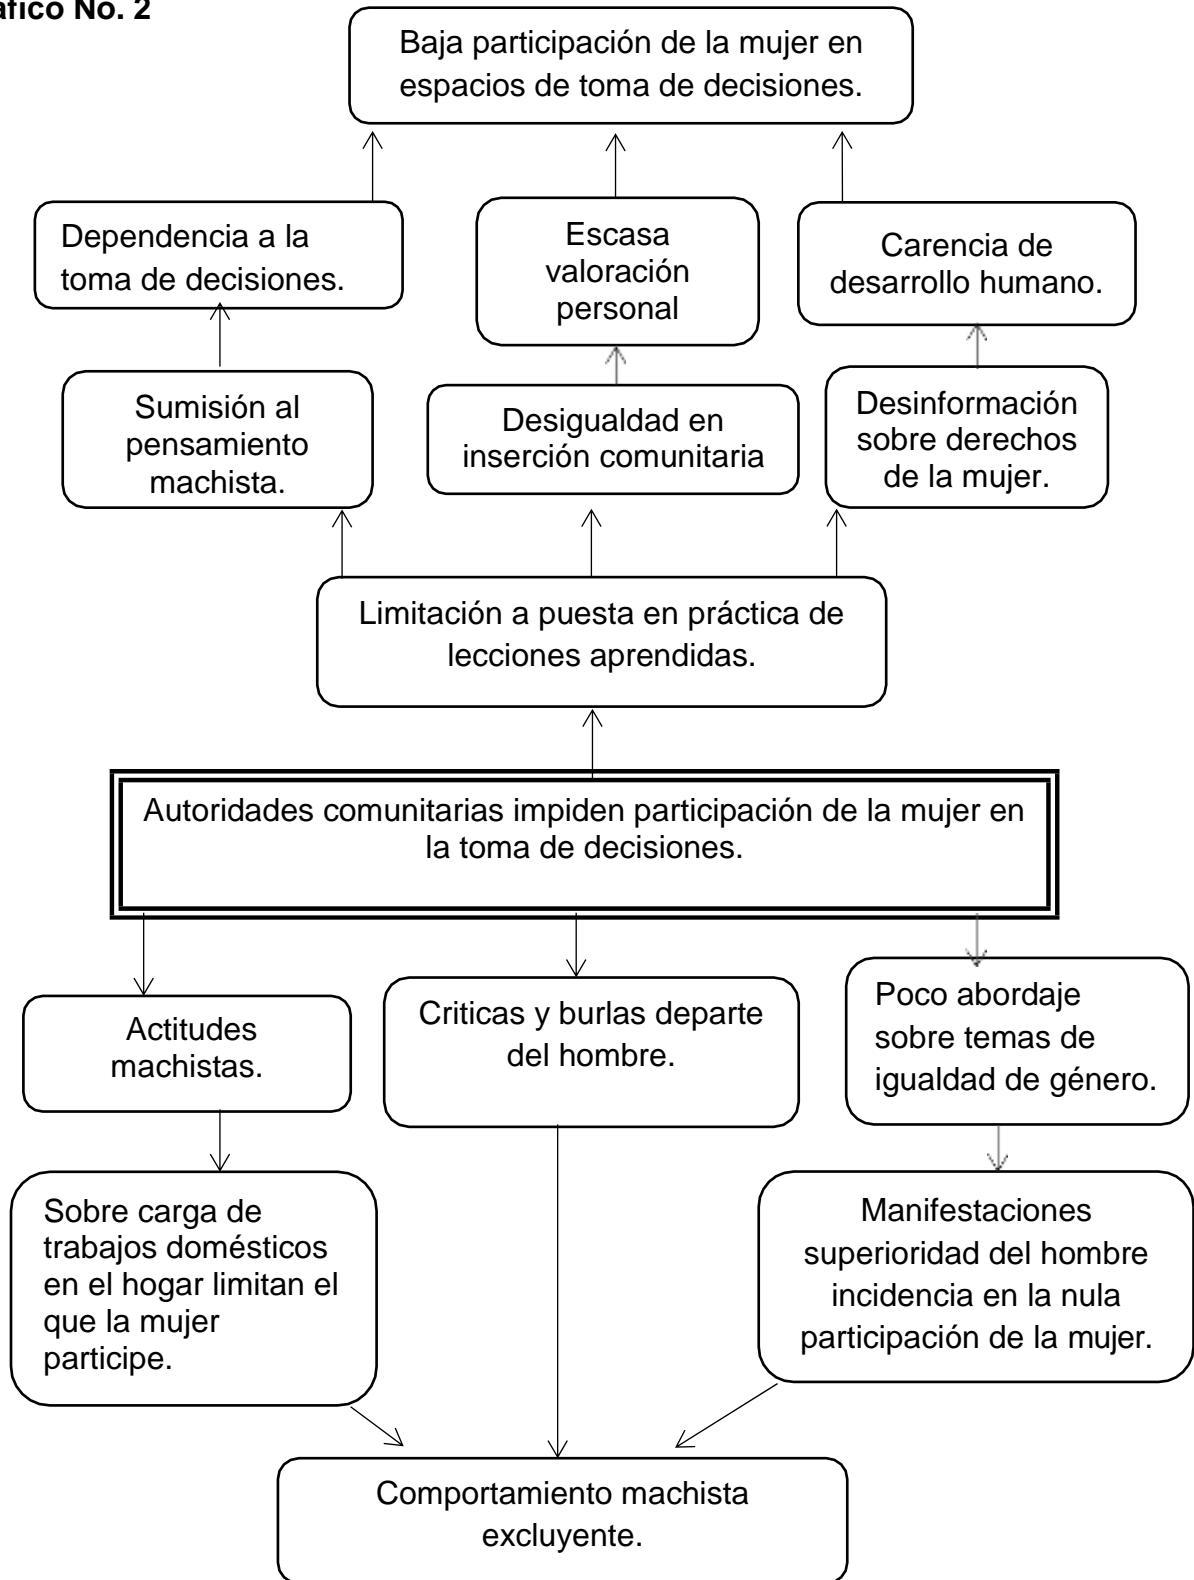 áfico No. 2
Baja participación de la mujer en
espacios de toma de decisiones.
Dependencia a la
toma de decisiones.
Escasa
valoración
personal
Carencia de
desarrollo humano.
Sumisión al
pensamiento
machista.
Desigualdad en
inserción comunitaria
Desinformación
sobre derechos
de la mujer.
Limitación a puesta en práctica de
lecciones aprendidas.
Autoridades comunitarias impiden participación de la mujer en
la toma de decisiones.
Actitudes
machistas.
Criticas y burlas departe
del hombre.
Poco abordaje
sobre temas de
igualdad de género.
Sobre carga de
trabajos domésticos
en el hogar limitan el
que la mujer
participe.
Manifestaciones
superioridad del hombre
incidencia en la nula
participación de la mujer.
Comportamiento machista
excluyente.